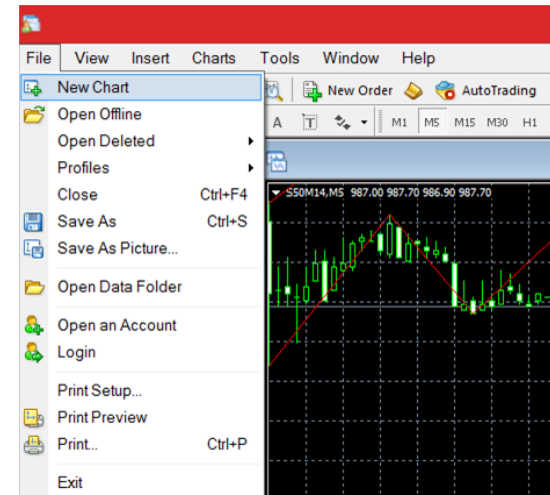 File View Insert Charts Tools Window Help
New Chart
Open Offline
Open Deleted
Profiles
Close Ctrl+F4
Save As Ctrl+S
Save As Picture...
Open Data Folder
Open an Account
Login
Print Setup...
Print Preview
Print... Ctrl+P
Exit
New Order AutoTrading
A T M1 M5 M15 M30 H1
S50M14,M5 987.00 987.70 986.90 987.70